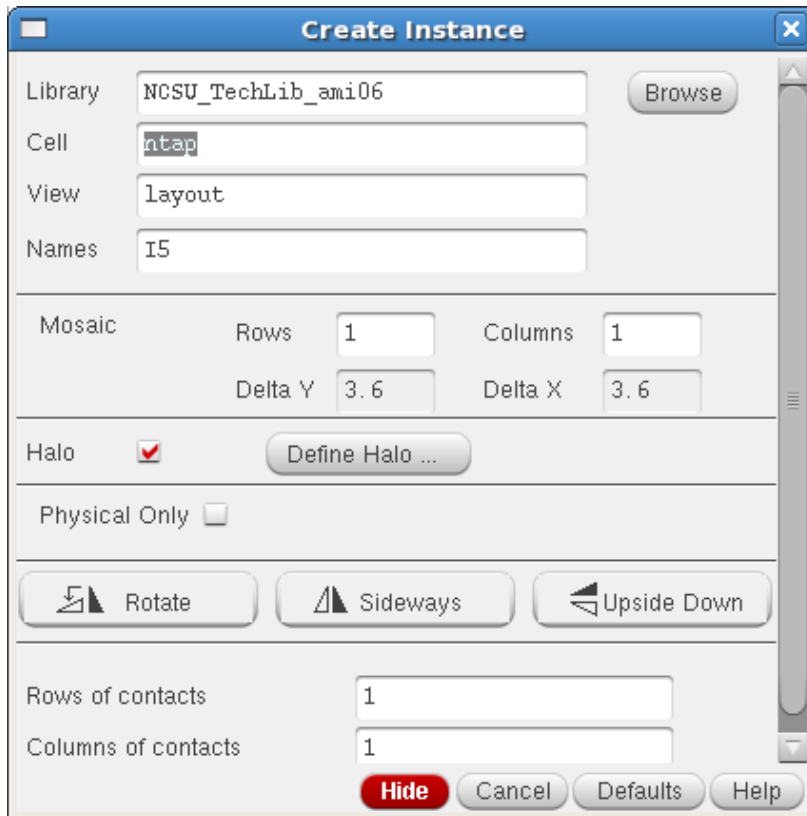 Create Instance
Library NCSU_TechLib_ami06 Browse
Cell ntap
View layout
Names I5
Mosaic Rows 1 Columns 1
Delta Y 3.6 Delta X 3.6
Halo Define Halo ...
Physical Only
Rotate Sideways Upside Down
Rows of contacts 1
Columns of contacts 1
Hide Cancel Defaults Help